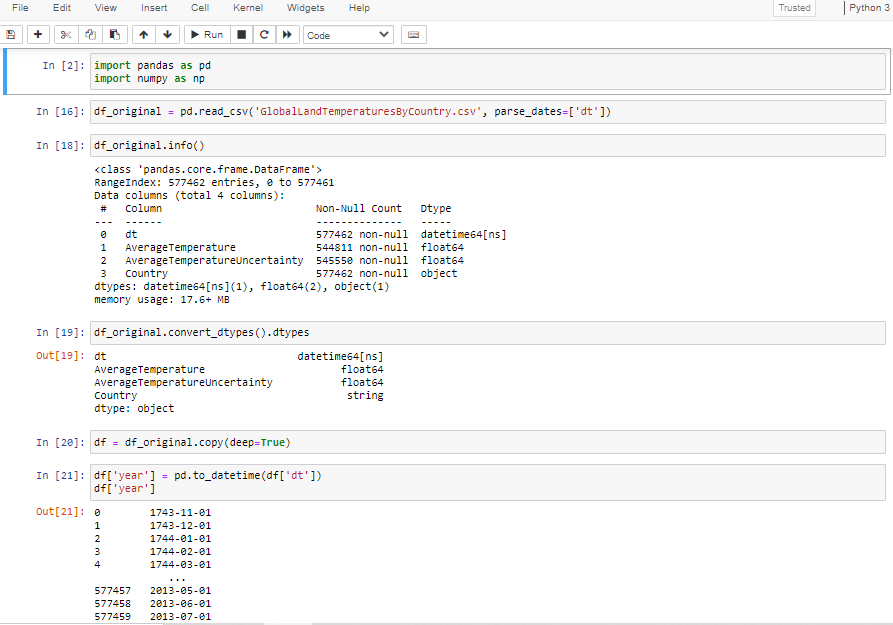 File Edit View Insert Cell Kernel Widgets Help Trusted Python 3
Run Code
In [2]: import pandas as pd
import numpy as np
In [16]: df_original = pd.read_csv('GlobalLandTemperaturesByCountry.csv', parse_dates=['dt'])
In [18]: df_original.info()
<class 'pandas.core.frame.DataFrame'>
RangeIndex: 577462 entries, 0 to 577461
Data columns (total 4 columns):
# Column Non-Null Count Dtype
--- ------ -------------- -----
0 dt 577462 non-null datetime64[ns]
1 AverageTemperature 544811 non-null float64
2 AverageTemperatureUncertainty 545550 non-null float64
3 Country 577462 non-null object
dtypes: datetime64[ns](1), float64(2), object(1)
memory usage: 17.6+ MB
In [19]: df_original.convert_dtypes().dtypes
Out[19]: dt datetime64[ns]
AverageTemperature float64
AverageTemperatureUncertainty float64
Country string
dtype: object
In [20]: df = df_original.copy(deep=True)
In [21]: df['year'] = pd.to_datetime(df['dt'])
df['year']
Out[21]: 0 1743-11-01
1 1743-12-01
2 1744-01-01
3 1744-02-01
4 1744-03-01
...
577457 2013-05-01
577458 2013-06-01
577459 2013-07-01